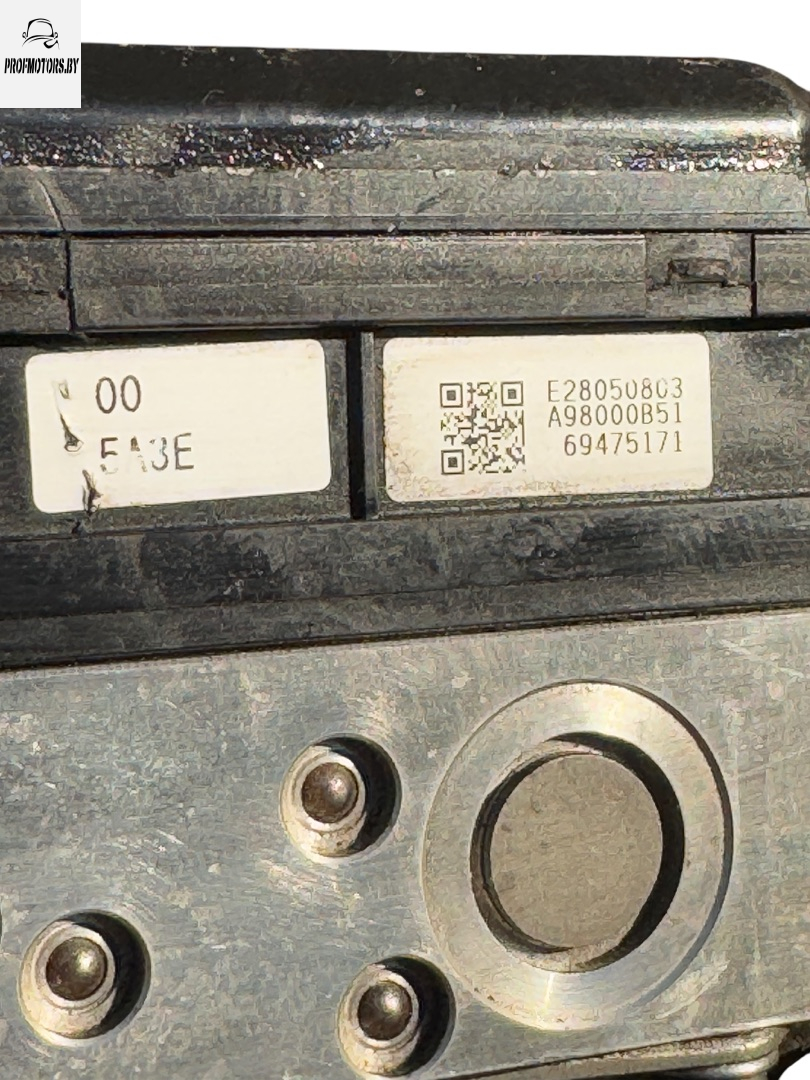 PROFMOTORS.BY
00
5A3E
E28050803
A98000B51
69475171